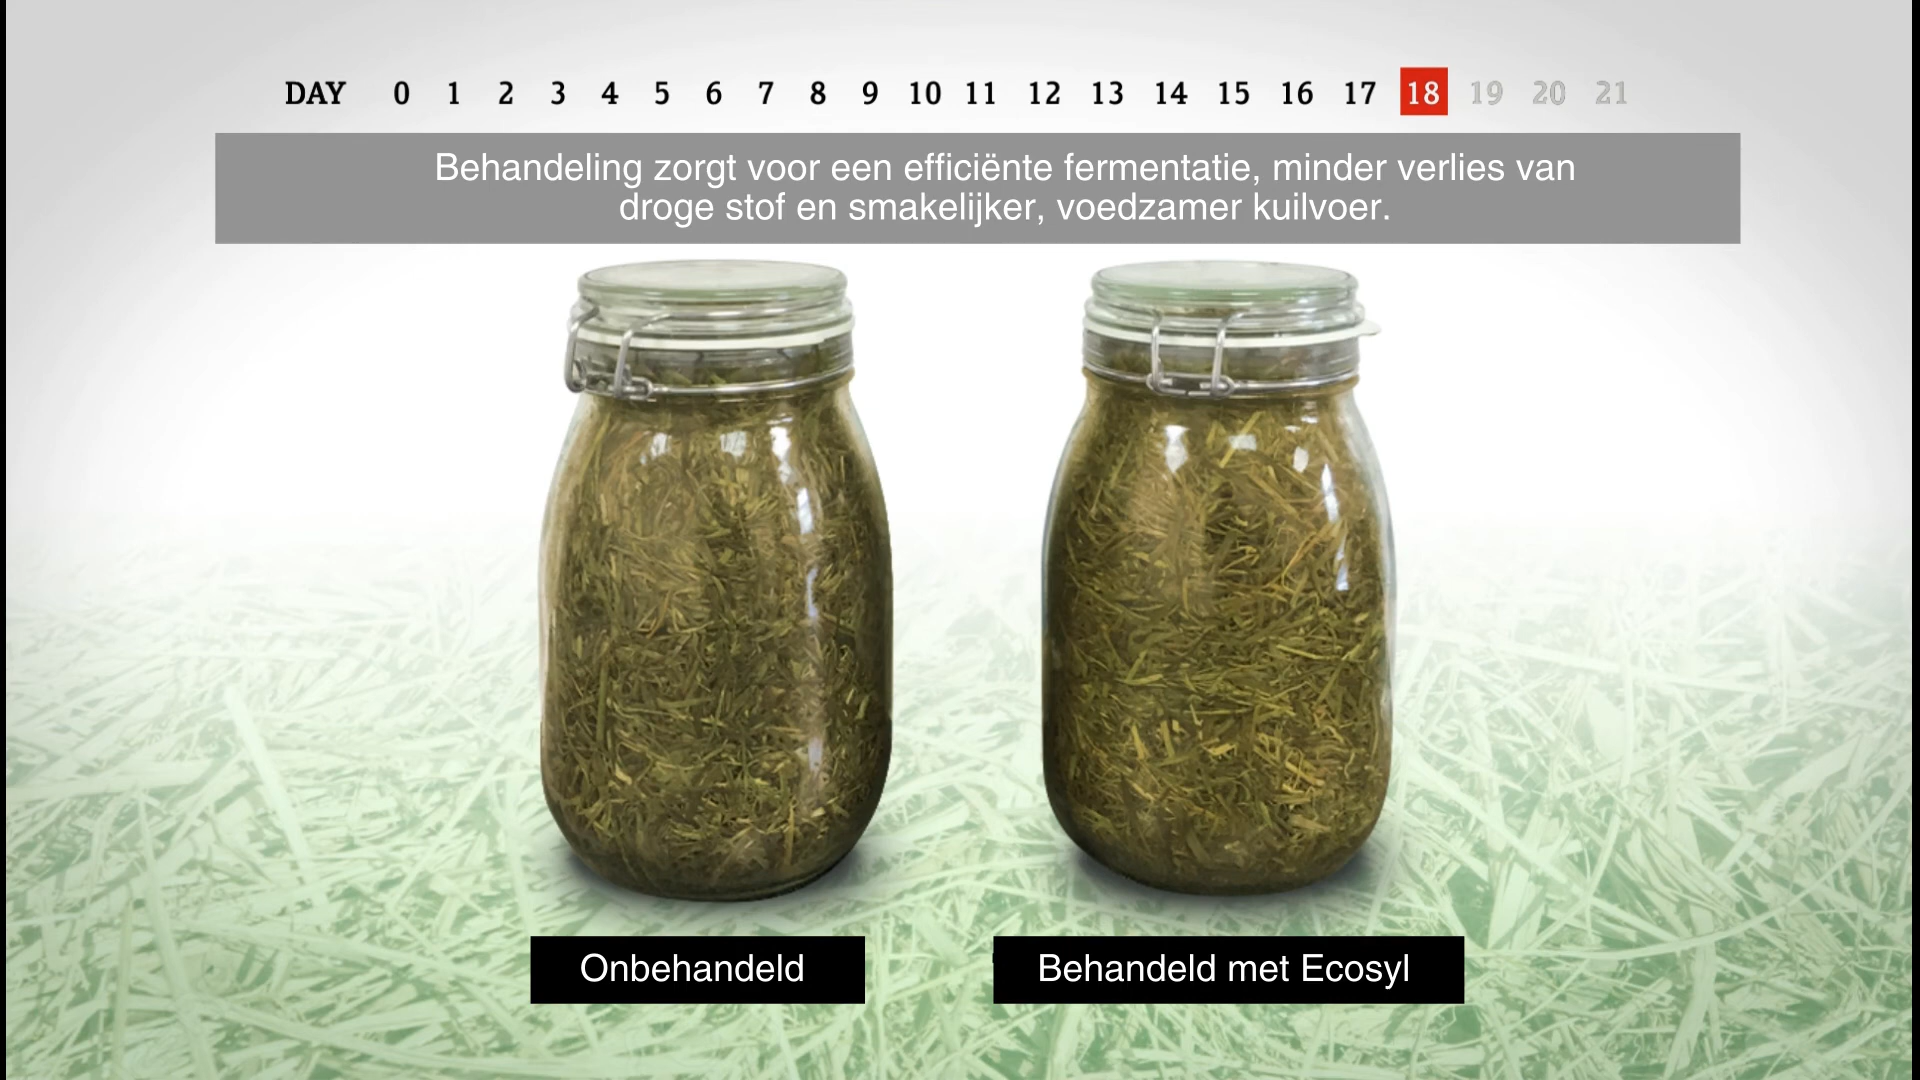 DAY 0 1 2 3 4 5 6 7 8 9 10 11 12 13 14 15 16 17 18 19 20 21
Behandeling zorgt voor een efficiënte fermentatie, minder verlies van
droge stof en smakelijker, voedzamer kuilvoer.
Onbehandeld
Behandeld met Ecosyl